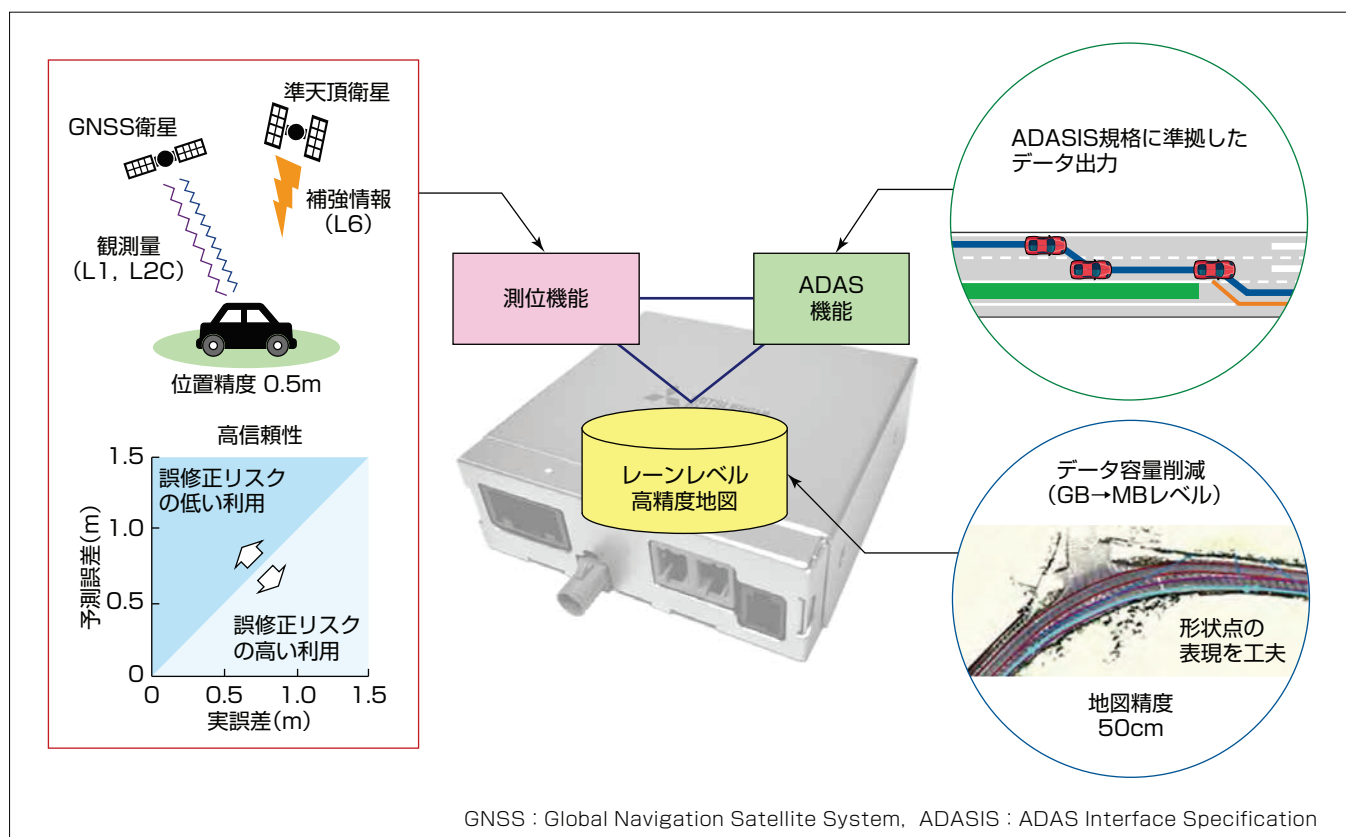 準天頂衛星
GNSS衛星
補強情報
(L6)
観測量
(L1, L2C)
位置精度 0.5m
高信頼性
1.5
1.0
0.5
0
予測誤差(m)
誤修正リスク
の低い利用
誤修正リスク
の高い利用
0
0.5
1.0
1.5
実誤差(m)
測位機能
ADAS
機能
レーンレベル
高精度地図
ADASIS規格に準拠した
データ出力
データ容量削減
(GB→MBレベル)
形状点の
表現を工夫
地図精度
50cm
GNSS：Global Navigation Satellite System, ADASIS：ADAS Interface Specification